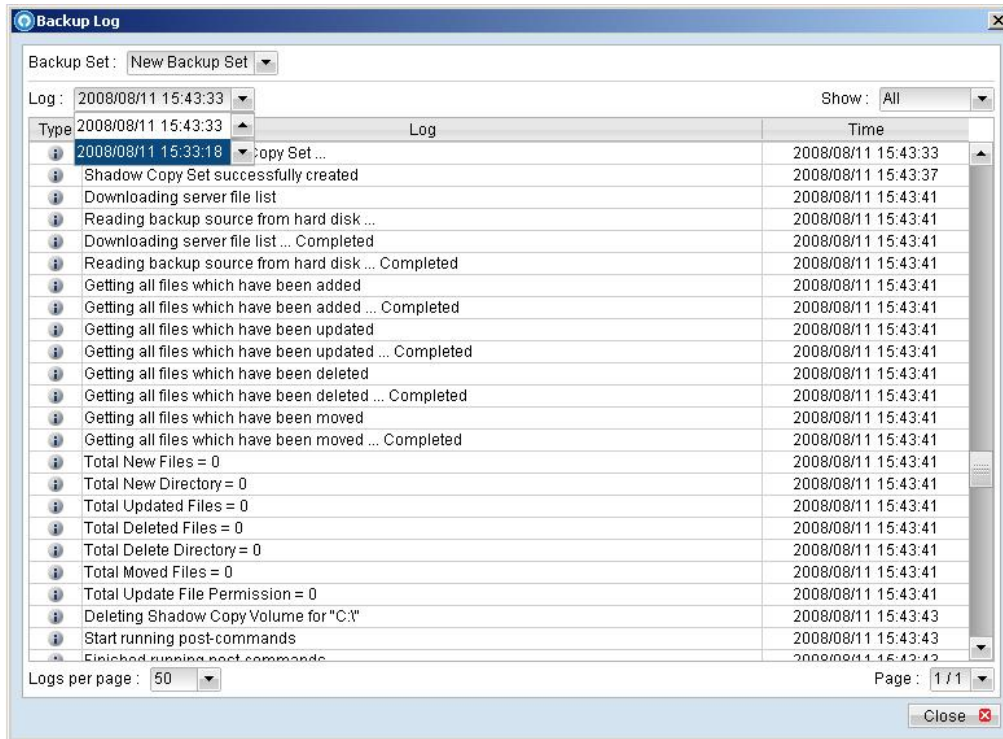 Backup Log
Backup Set : New Backup Set
Log : 2008/08/11 15:43:33 Show : All
2008/08/11 15:43:33
2008/08/11 15:33:18
Type Log Time
Copy Set ... 2008/08/11 15:43:33
Shadow Copy Set successfully created 2008/08/11 15:43:37
Downloading server file list 2008/08/11 15:43:41
Reading backup source from hard disk ... 2008/08/11 15:43:41
Downloading server file list ... Completed 2008/08/11 15:43:41
Reading backup source from hard disk ... Completed 2008/08/11 15:43:41
Getting all files which have been added 2008/08/11 15:43:41
Getting all files which have been added ... Completed 2008/08/11 15:43:41
Getting all files which have been updated 2008/08/11 15:43:41
Getting all files which have been updated ... Completed 2008/08/11 15:43:41
Getting all files which have been deleted 2008/08/11 15:43:41
Getting all files which have been deleted ... Completed 2008/08/11 15:43:41
Getting all files which have been moved 2008/08/11 15:43:41
Getting all files which have been moved ... Completed 2008/08/11 15:43:41
Total New Files = 0 2008/08/11 15:43:41
Total New Directory = 0 2008/08/11 15:43:41
Total Updated Files = 0 2008/08/11 15:43:41
Total Deleted Files = 0 2008/08/11 15:43:41
Total Delete Directory = 0 2008/08/11 15:43:41
Total Moved Files = 0 2008/08/11 15:43:41
Total Update File Permission = 0 2008/08/11 15:43:41
Deleting Shadow Copy Volume for "C:\" 2008/08/11 15:43:43
Start running post-commands 2008/08/11 15:43:43
Finished running post-commands 2008/08/11 15:43:43
Logs per page : 50 Page : 1 / 1
Close